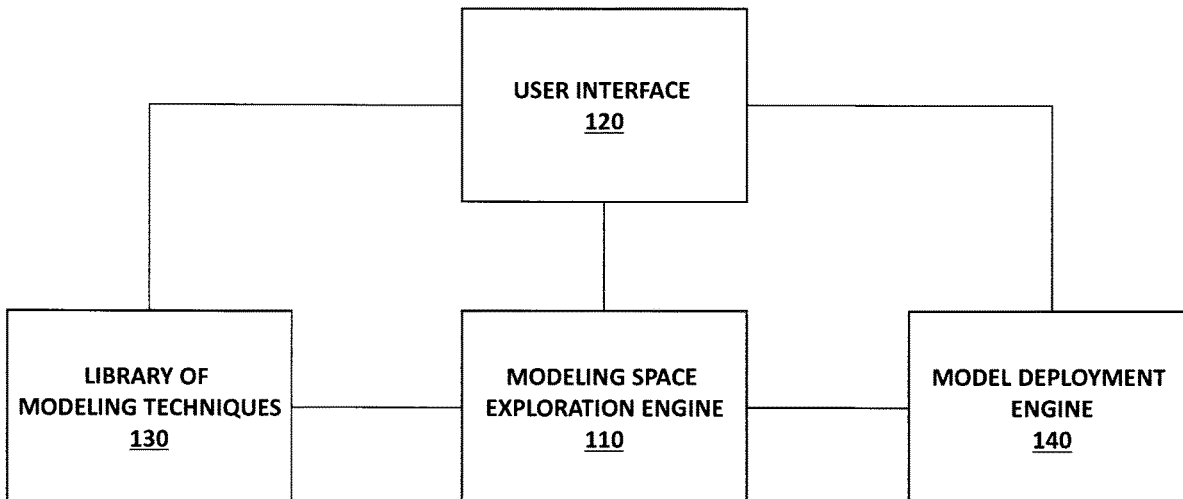 USER INTERFACE
120
LIBRARY OF
MODELING TECHNIQUES
130
MODELING SPACE
EXPLORATION ENGINE
110
MODEL DEPLOYMENT
ENGINE
140